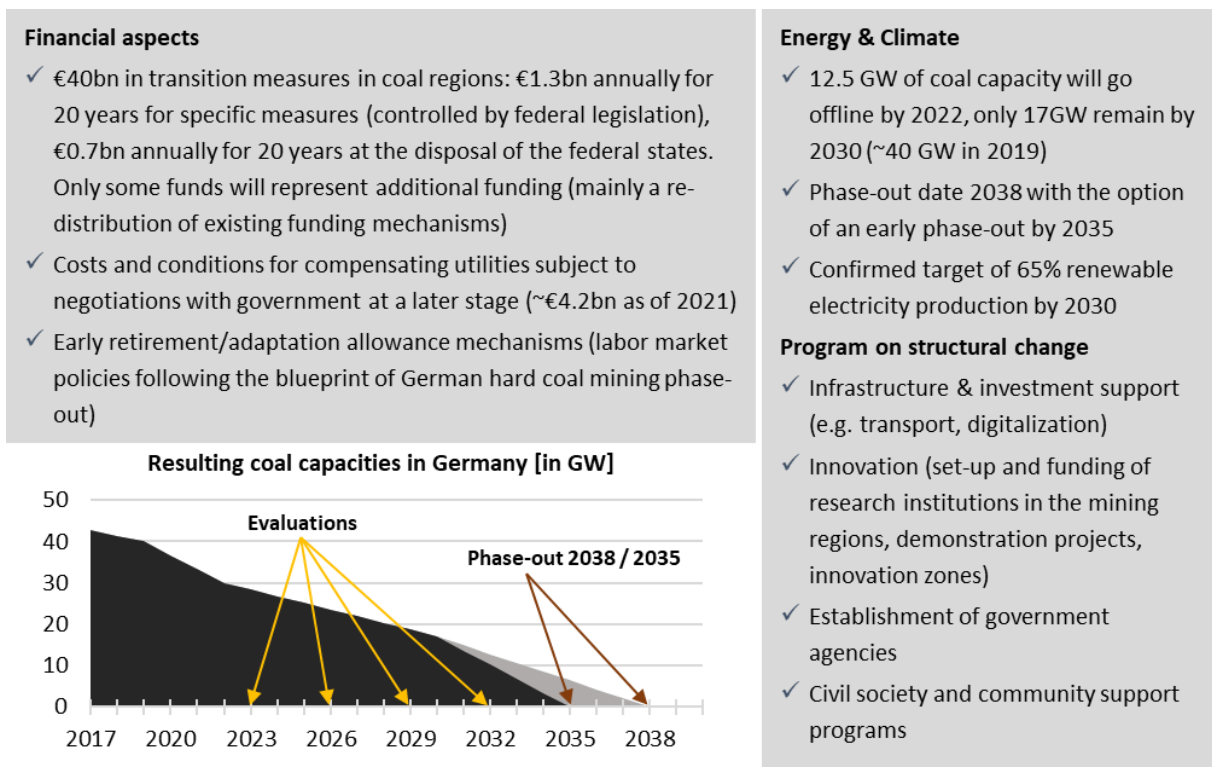 Financial aspects
✓ €40bn in transition measures in coal regions: €1.3bn annually for
20 years for specific measures (controlled by federal legislation),
€0.7bn annually for 20 years at the disposal of the federal states.
Only some funds will represent additional funding (mainly a re-
distribution of existing funding mechanisms)
✓ Costs and conditions for compensating utilities subject to
negotiations with government at a later stage (~€4.2bn as of 2021)
✓ Early retirement/adaptation allowance mechanisms (labor market
policies following the blueprint of German hard coal mining phase-
out)
Resulting coal capacities in Germany [in GW]
50
40
30
20
10
0
Evaluations
Phase-out 2038 / 2035
2017 2020 2023 2026 2029 2032 2035 2038
Energy & Climate
✓ 12.5 GW of coal capacity will go
offline by 2022, only 17GW remain by
2030 (~40 GW in 2019)
✓ Phase-out date 2038 with the option
of an early phase-out by 2035
✓ Confirmed target of 65% renewable
electricity production by 2030
Program on structural change
✓ Infrastructure & investment support
(e.g. transport, digitalization)
✓ Innovation (set-up and funding of
research institutions in the mining
regions, demonstration projects,
innovation zones)
✓ Establishment of government
agencies
✓ Civil society and community support
programs